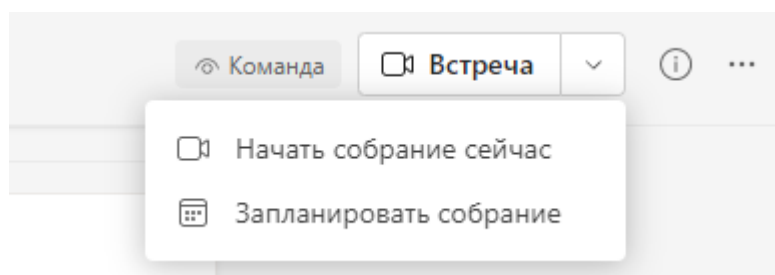 Команда Встреча
Начать собрание сейчас
Запланировать собрание